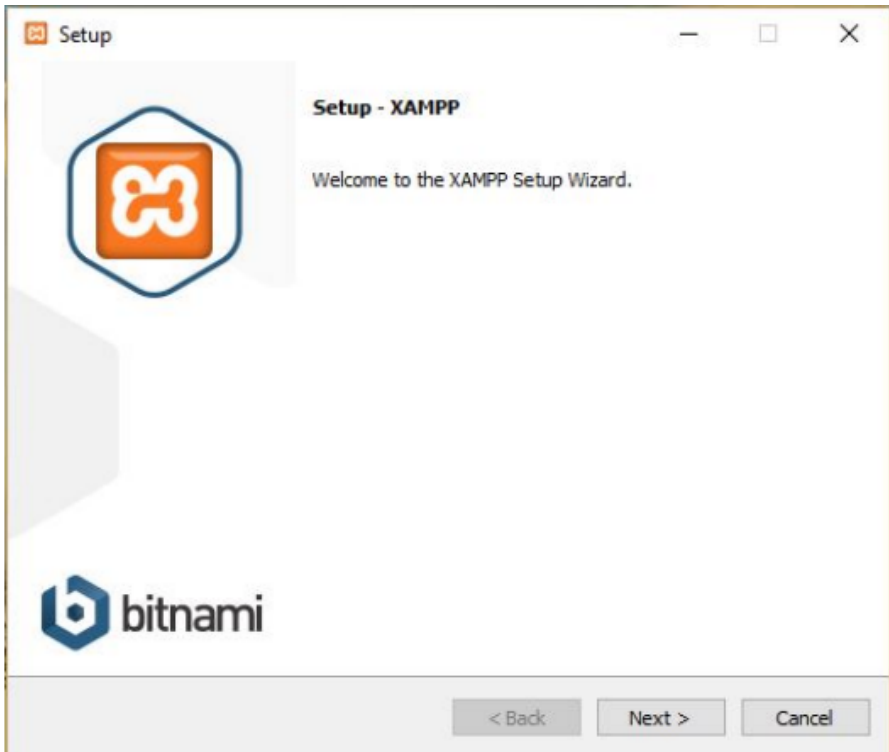 Setup
Setup - XAMPP
Welcome to the XAMPP Setup Wizard.
bitnami
< Back
Next >
Cancel